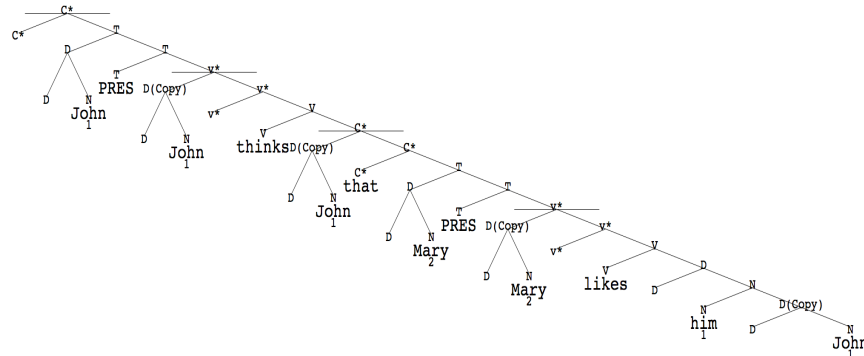 C*
C* T
D T
D N T v*
John PRES D(Copy) v*
1
D N v* V
John V C*
1 thinks D(Copy) C*
D N C* T
John that D T
1
D N T v*
Mary PRES D(Copy) v*
2
D N v* V
Mary V D
2 likes D N
N D(Copy)
him D N
1 John
1